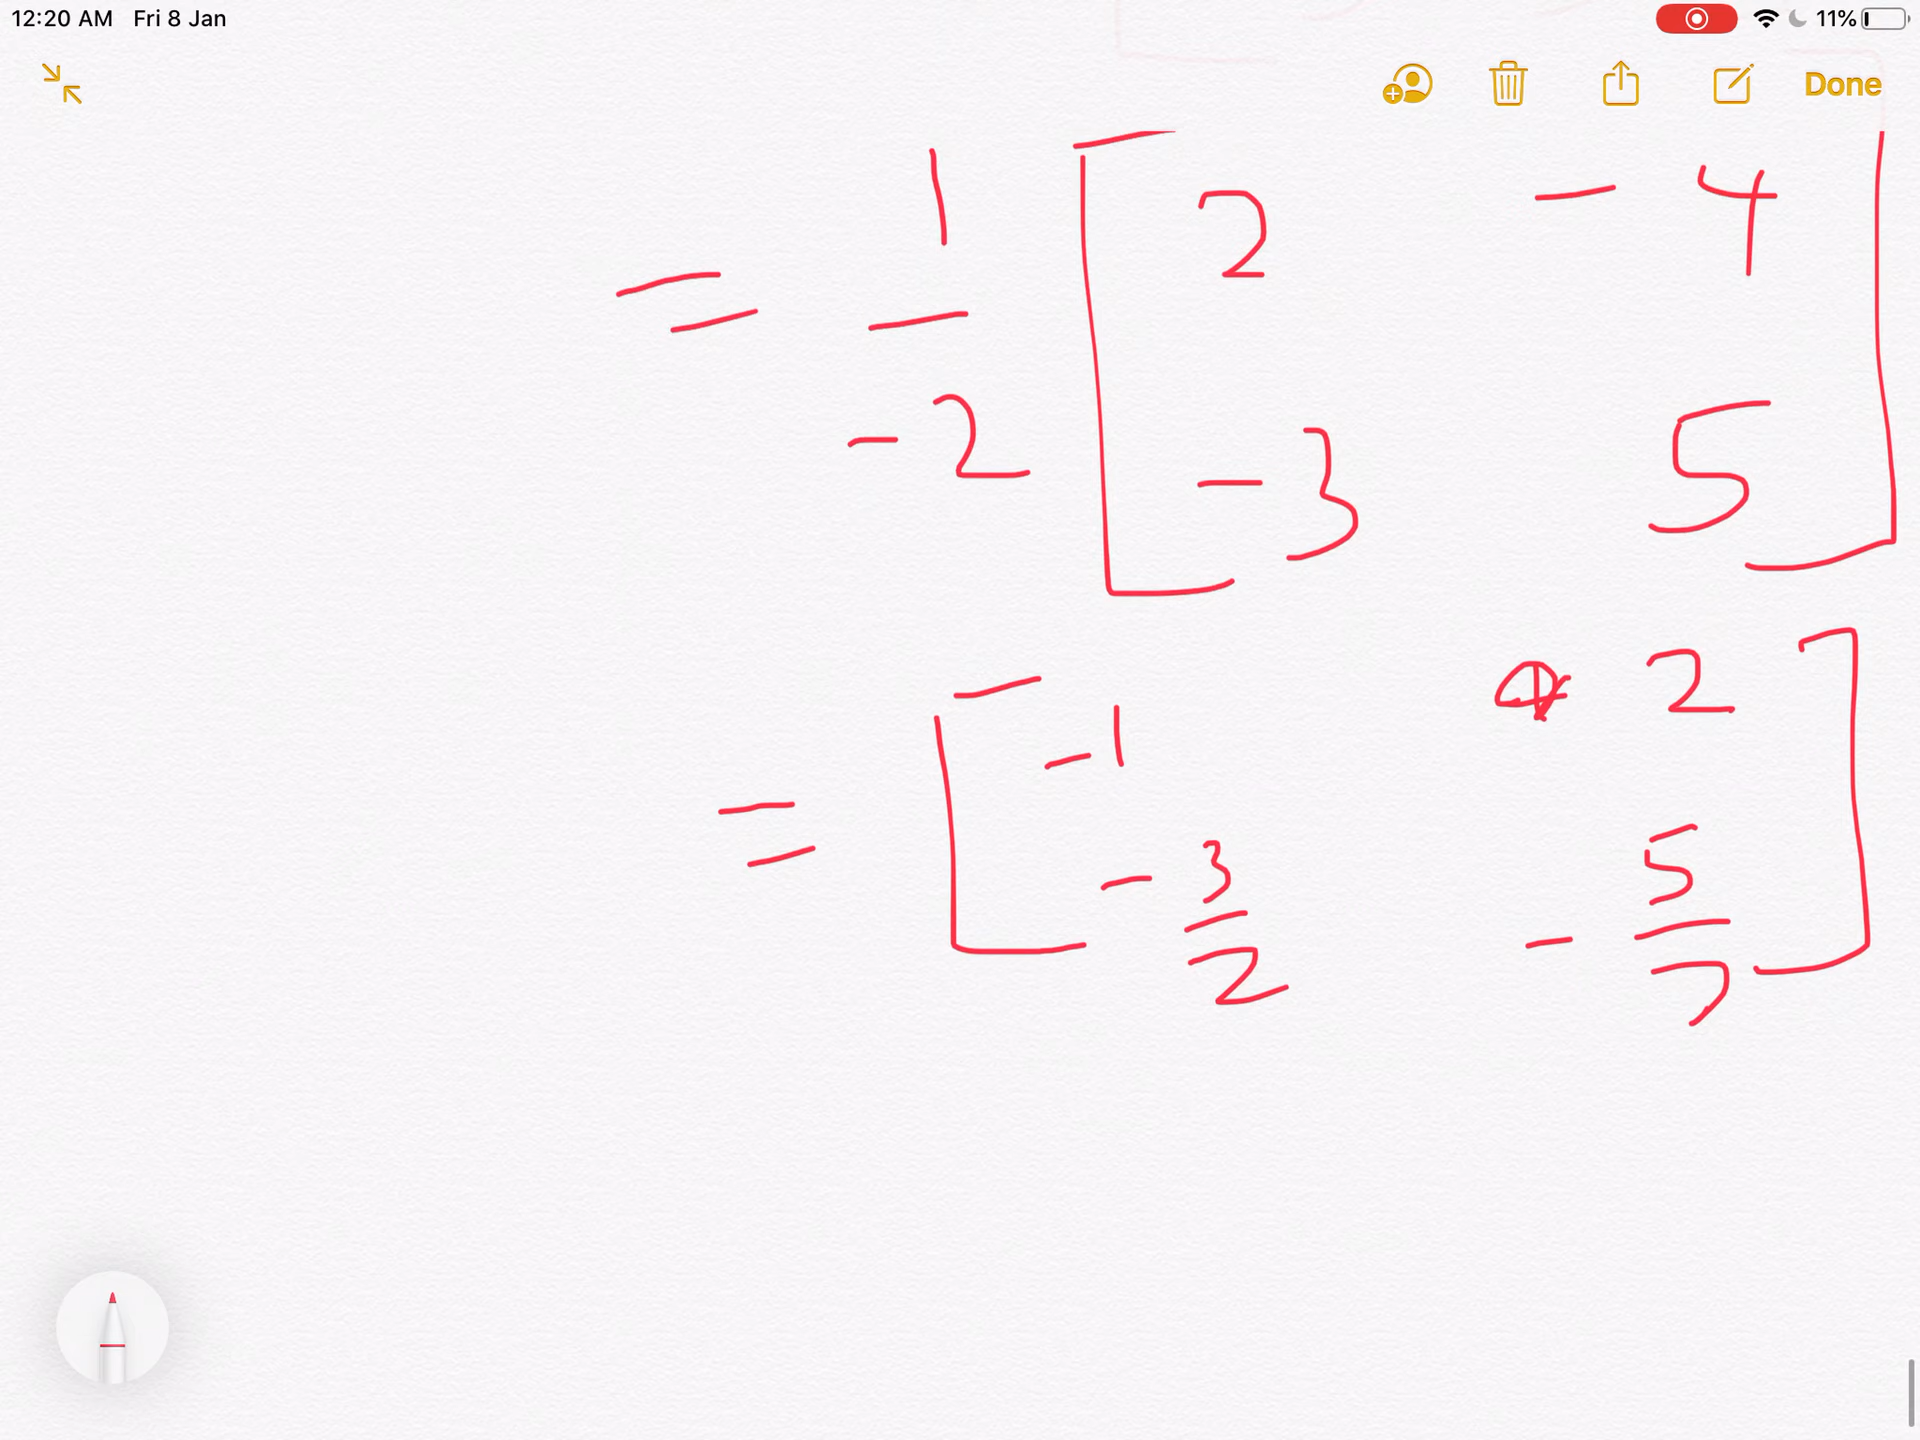 12:20 AM Fri 8 Jan 11%
Done
= 1/-2 [ 2 - 4
- 3 5 ]
= [ -1 2
- 3/2 - 5/ ]